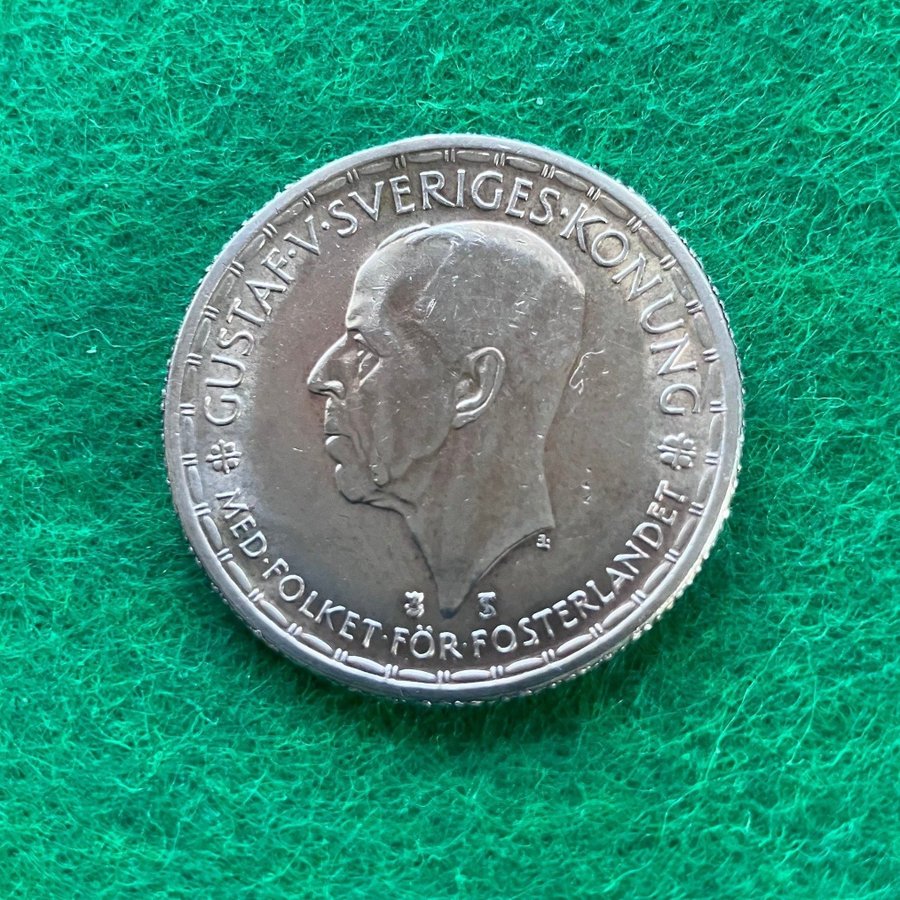 GUSTAF·V·SVERIGES·KONUNG
MED·FOLKET·FÖR·FOSTERLANDET